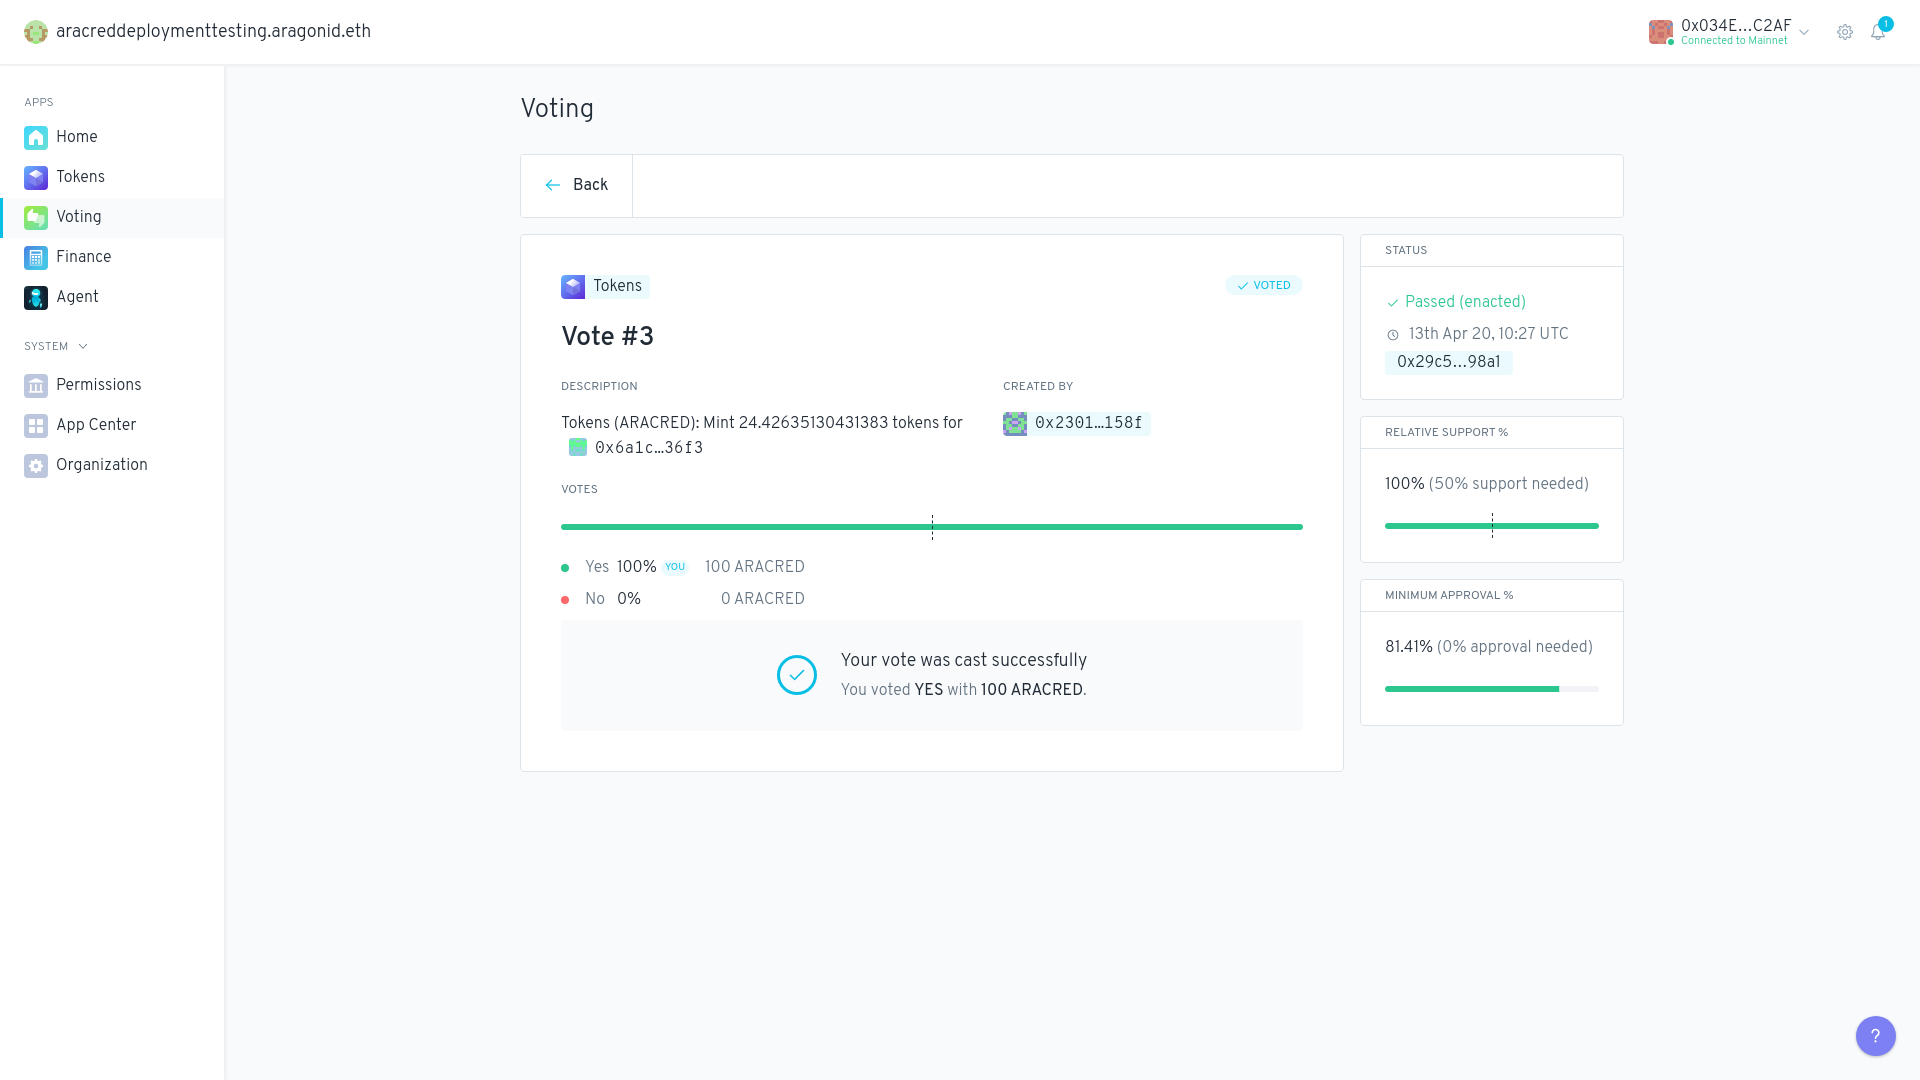 aracreddeploymenttesting.aragonid.eth
0x034E…C2AF
Connected to Mainnet
1
APPS
Home
Tokens
Voting
Finance
Agent
SYSTEM
Permissions
App Center
Organization
Voting
Back
Tokens
VOTED
Vote #3
DESCRIPTION
Tokens (ARACRED): Mint 24.42635130431383 tokens for
0x6a1c…36f3
CREATED BY
0x2301…158f
VOTES
Yes 100% YOU 100 ARACRED
No 0% 0 ARACRED
Your vote was cast successfully
You voted YES with 100 ARACRED.
STATUS
Passed (enacted)
13th Apr 20, 10:27 UTC
0x29c5…98a1
RELATIVE SUPPORT %
100% (50% support needed)
MINIMUM APPROVAL %
81.41% (0% approval needed)
?